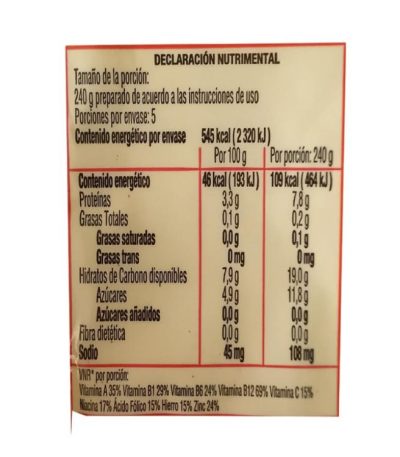 DECLARACIÓN NUTRIMENTAL
Tamaño de la porción:
240 g preparado de acuerdo a las instrucciones de uso
Porciones por envase: 5
Contenido energético por envase 545 kcal ( 2 320 kJ )
Por 100 g Por porción: 240 g
Contenido energético 46 kcal (193 kJ) 109 kcal (464 kJ)
Proteínas 3,3 g 7,8 g
Grasas Totales 0,1 g 0,2 g
Grasas saturadas 0,0 g 0,1 g
Grasas trans 0 mg 0 mg
Hidratos de Carbono disponibles 7,9 g 19,0 g
Azúcares 4,9 g 11,8 g
Azúcares añadidos 0,0 g 0,0 g
Fibra dietética 0,0 g 0,0 g
Sodio 45 mg 108 mg
VNR* por porción:
Vitamina A 35% Vitamina B1 29% Vitamina B6 24% Vitamina B12 69% Vitamina C 15%
Niacina 17% Ácido Fólico 15% Hierro 15% Zinc 24%